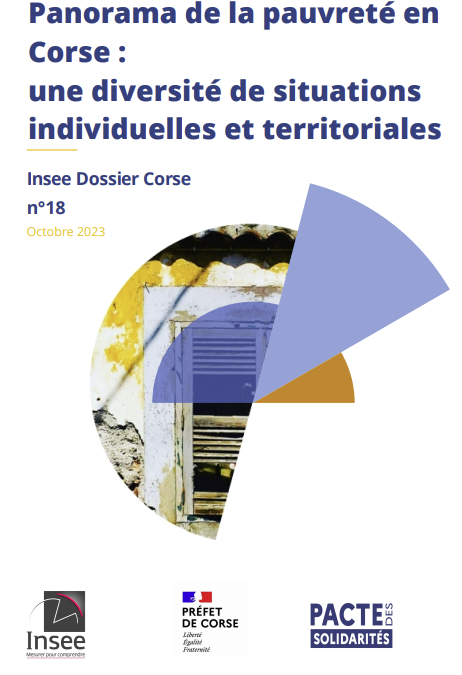 Panorama de la pauvreté en
Corse :
une diversité de situations
individuelles et territoriales
Insee Dossier Corse
n°18
Octobre 2023
Insee
Mesurer pour comprendre
PRÉFET
DE CORSE
Liberté
Égalité
Fraternité
PACTE DES
SOLIDARITÉS